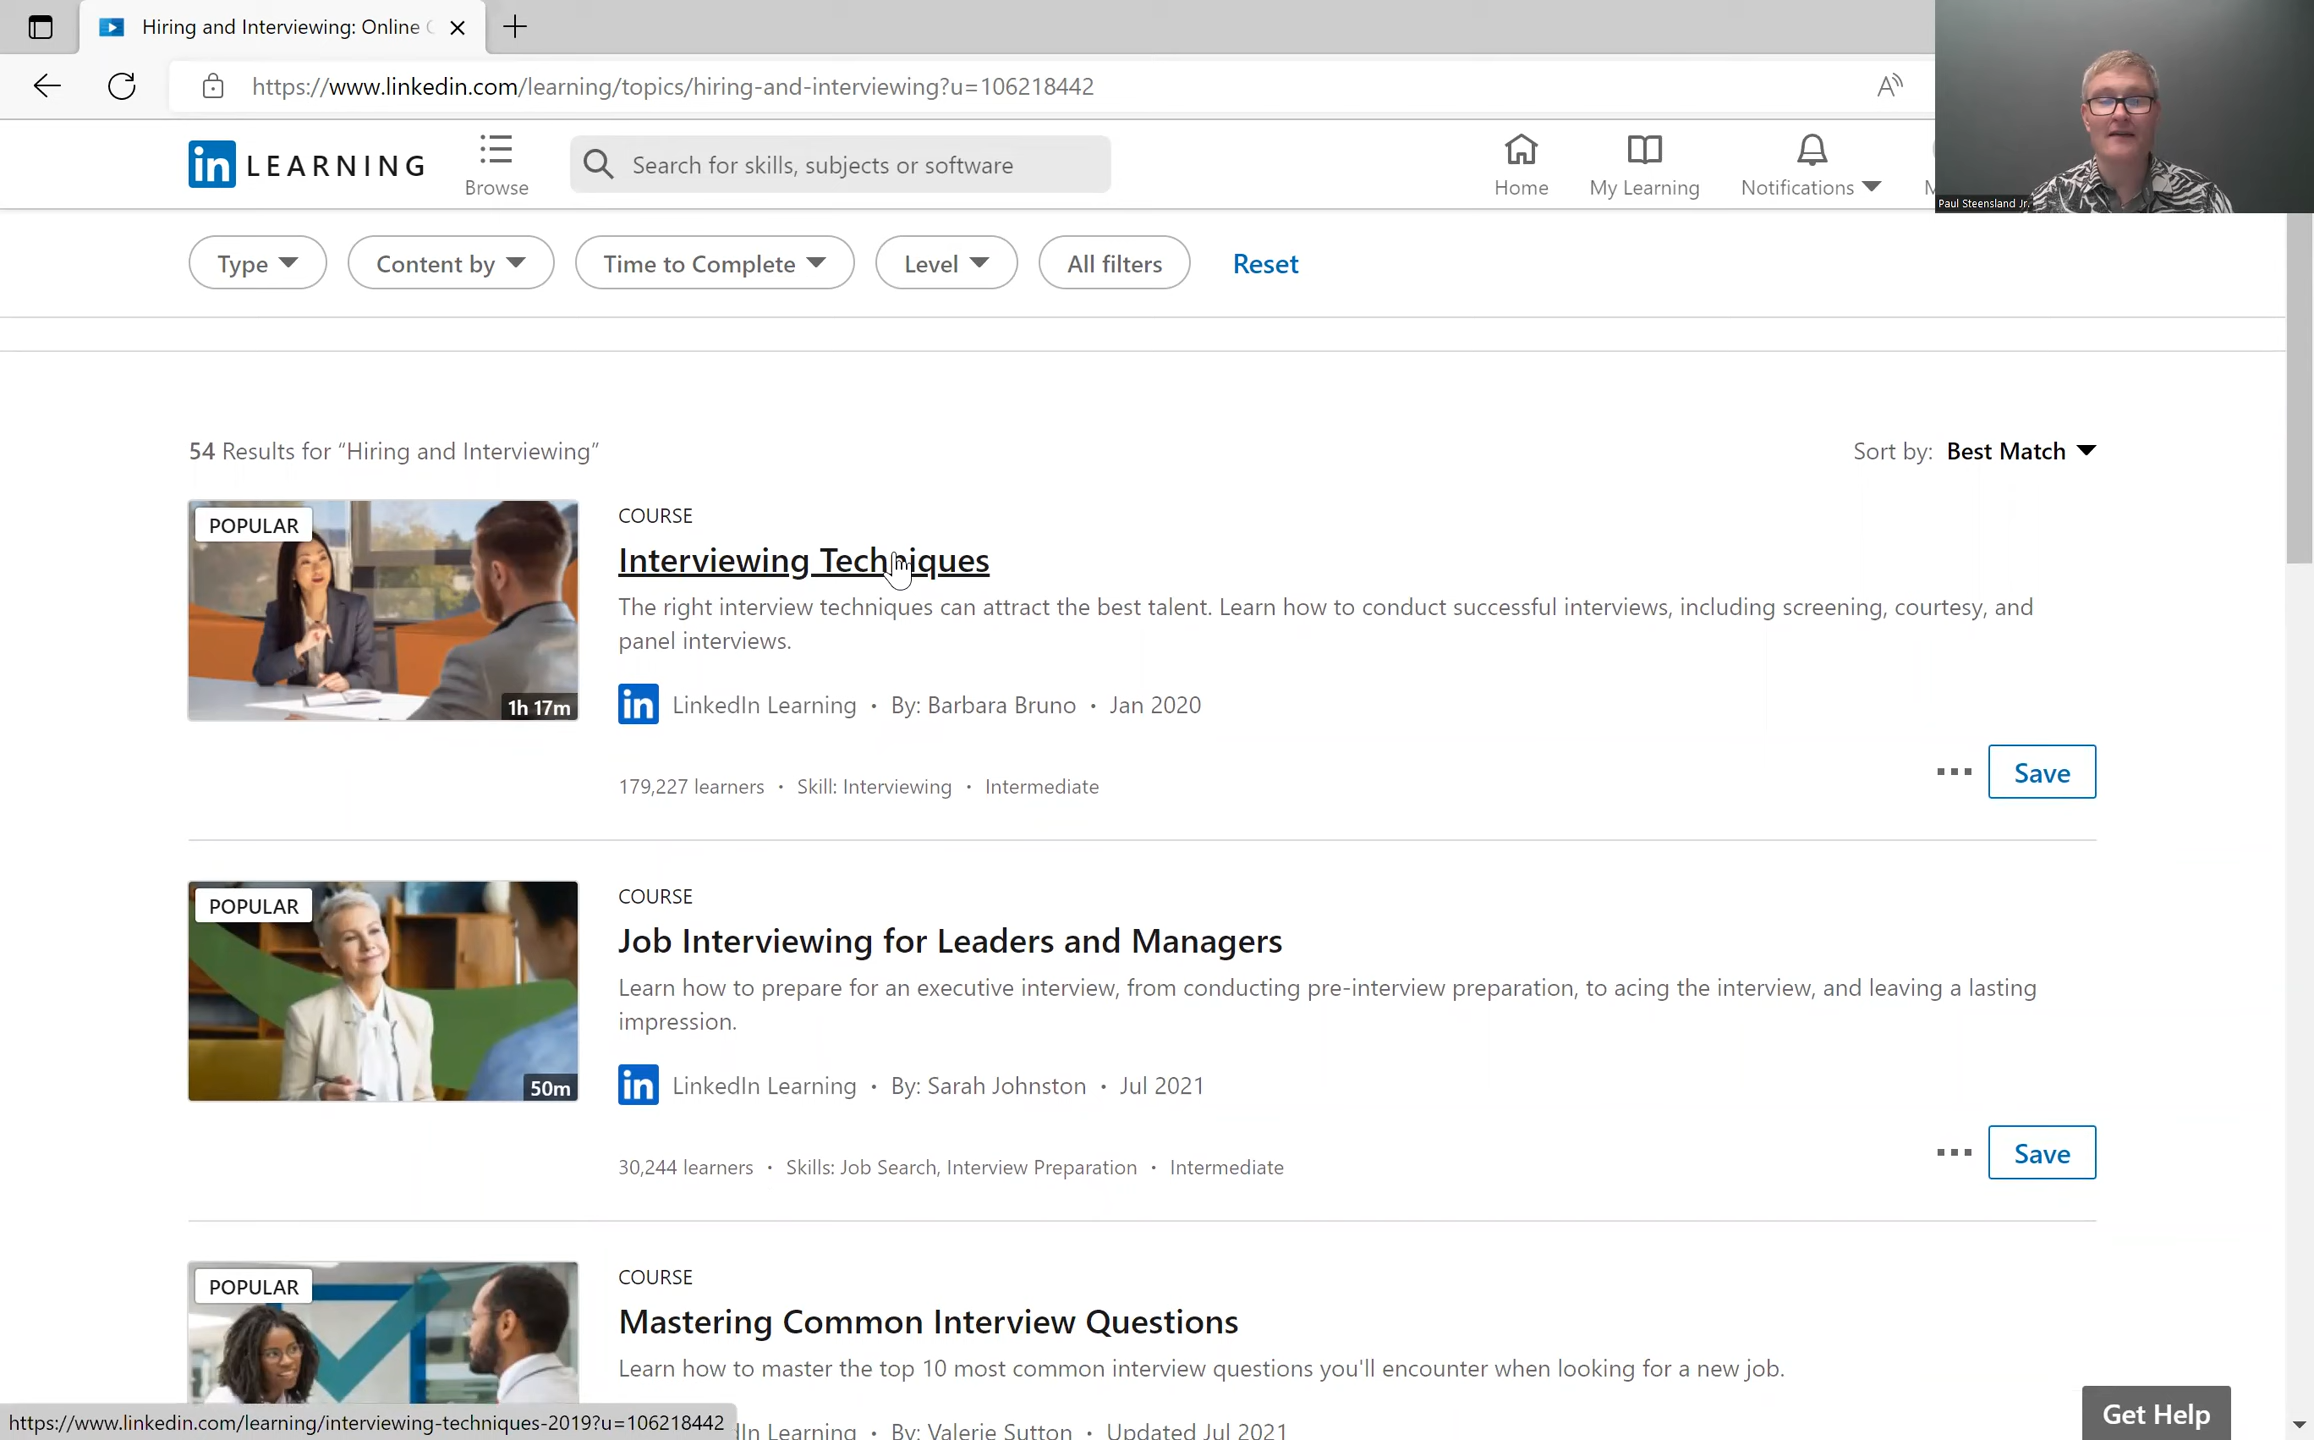 Hiring and Interviewing: Online
https://www.linkedin.com/learning/topics/hiring-and-interviewing?u=106218442
in LEARNING
Browse
Search for skills, subjects or software
Home
My Learning
Notifications
Paul Steensland Jr.
Type
Content by
Time to Complete
Level
All filters
Reset
54 Results for “Hiring and Interviewing”
Sort by: Best Match
POPULAR
1h 17m
COURSE
Interviewing Techniques
The right interview techniques can attract the best talent. Learn how to conduct successful interviews, including screening, courtesy, and
panel interviews.
in LinkedIn Learning • By: Barbara Bruno • Jan 2020
179,227 learners • Skill: Interviewing • Intermediate
Save
POPULAR
50m
COURSE
Job Interviewing for Leaders and Managers
Learn how to prepare for an executive interview, from conducting pre-interview preparation, to acing the interview, and leaving a lasting
impression.
in LinkedIn Learning • By: Sarah Johnston • Jul 2021
30,244 learners • Skills: Job Search, Interview Preparation • Intermediate
Save
POPULAR
COURSE
Mastering Common Interview Questions
Learn how to master the top 10 most common interview questions you'll encounter when looking for a new job.
In Learning • By: Valerie Sutton • Updated Jul 2021
https://www.linkedin.com/learning/interviewing-techniques-2019?u=106218442
Get Help